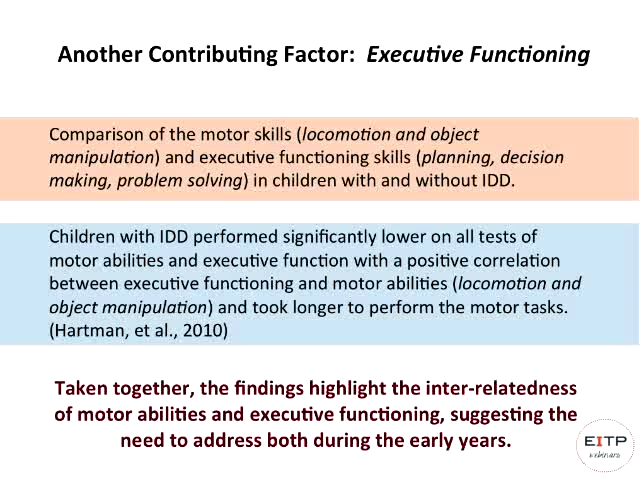 Another Contributing Factor:  Executive Functioning
Comparison of the motor skills (locomotion and object
manipulation) and executive functioning skills (planning, decision
making, problem solving) in children with and without IDD.
Children with IDD performed significantly lower on all tests of
motor abilities and executive function with a positive correlation
between executive functioning and motor abilities (locomotion and
object manipulation) and took longer to perform the motor tasks.
(Hartman, et al., 2010)
Taken together, the findings highlight the inter-relatedness
of motor abilities and executive functioning, suggesting the
need to address both during the early years.
EITP
webinars